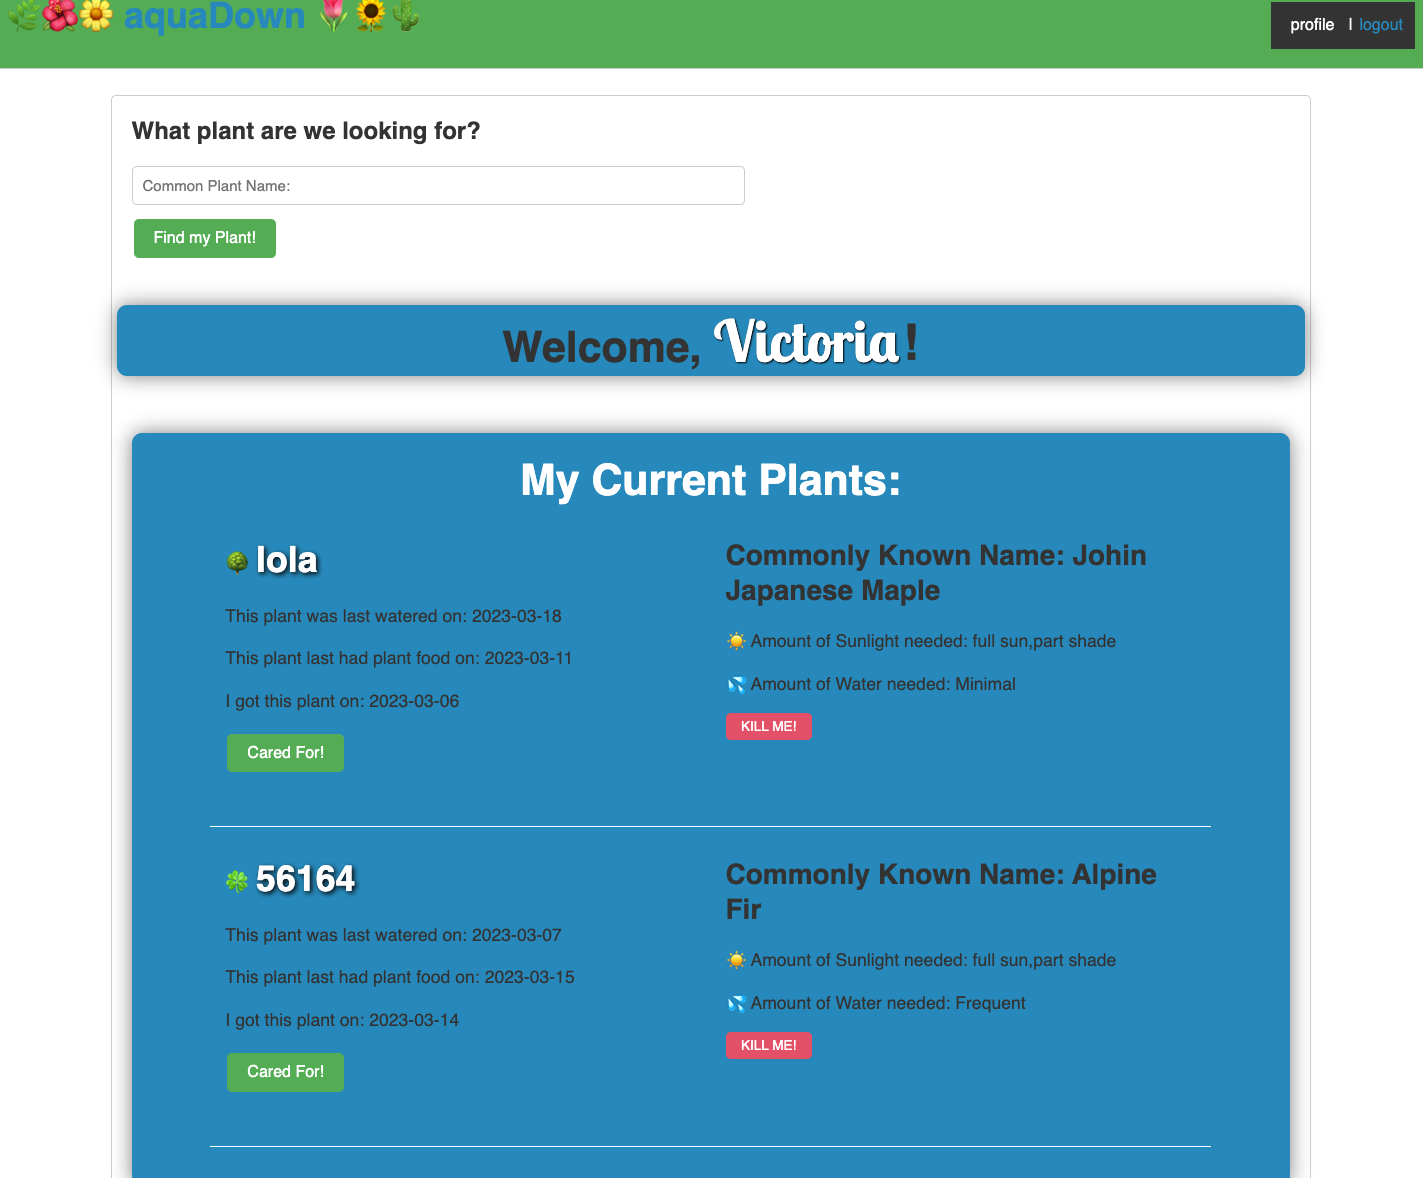 🌿🌺🌼 aquaDown 🌷🌻🌵
profile | logout
What plant are we looking for?
Common Plant Name:
Find my Plant!
Welcome, Victoria!
My Current Plants:
🌳 lola
This plant was last watered on: 2023-03-18
This plant last had plant food on: 2023-03-11
I got this plant on: 2023-03-06
Cared For!
Commonly Known Name: Johin
Japanese Maple
☀️ Amount of Sunlight needed: full sun,part shade
💦 Amount of Water needed: Minimal
KILL ME!
🍀 56164
This plant was last watered on: 2023-03-07
This plant last had plant food on: 2023-03-15
I got this plant on: 2023-03-14
Cared For!
Commonly Known Name: Alpine
Fir
☀️ Amount of Sunlight needed: full sun,part shade
💦 Amount of Water needed: Frequent
KILL ME!